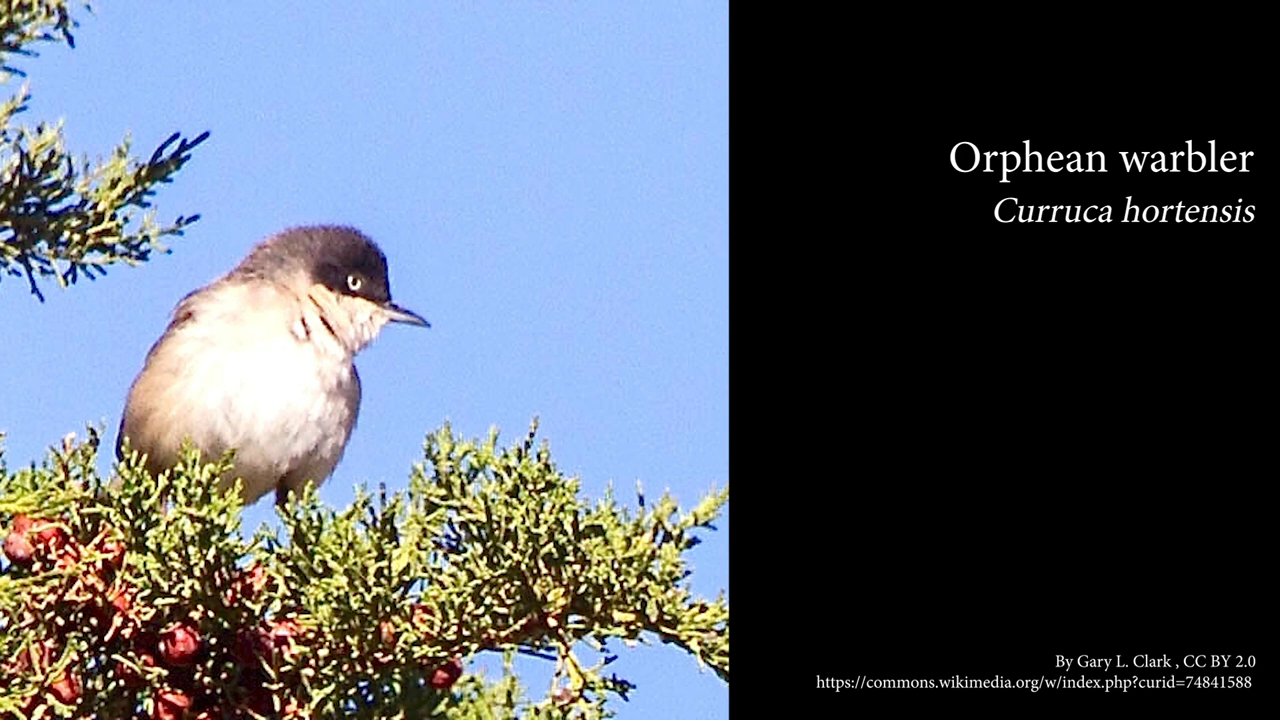 Orphean warbler
Curruca hortensis
By Gary L. Clark , CC BY 2.0
https://commons.wikimedia.org/w/index.php?curid=74841588